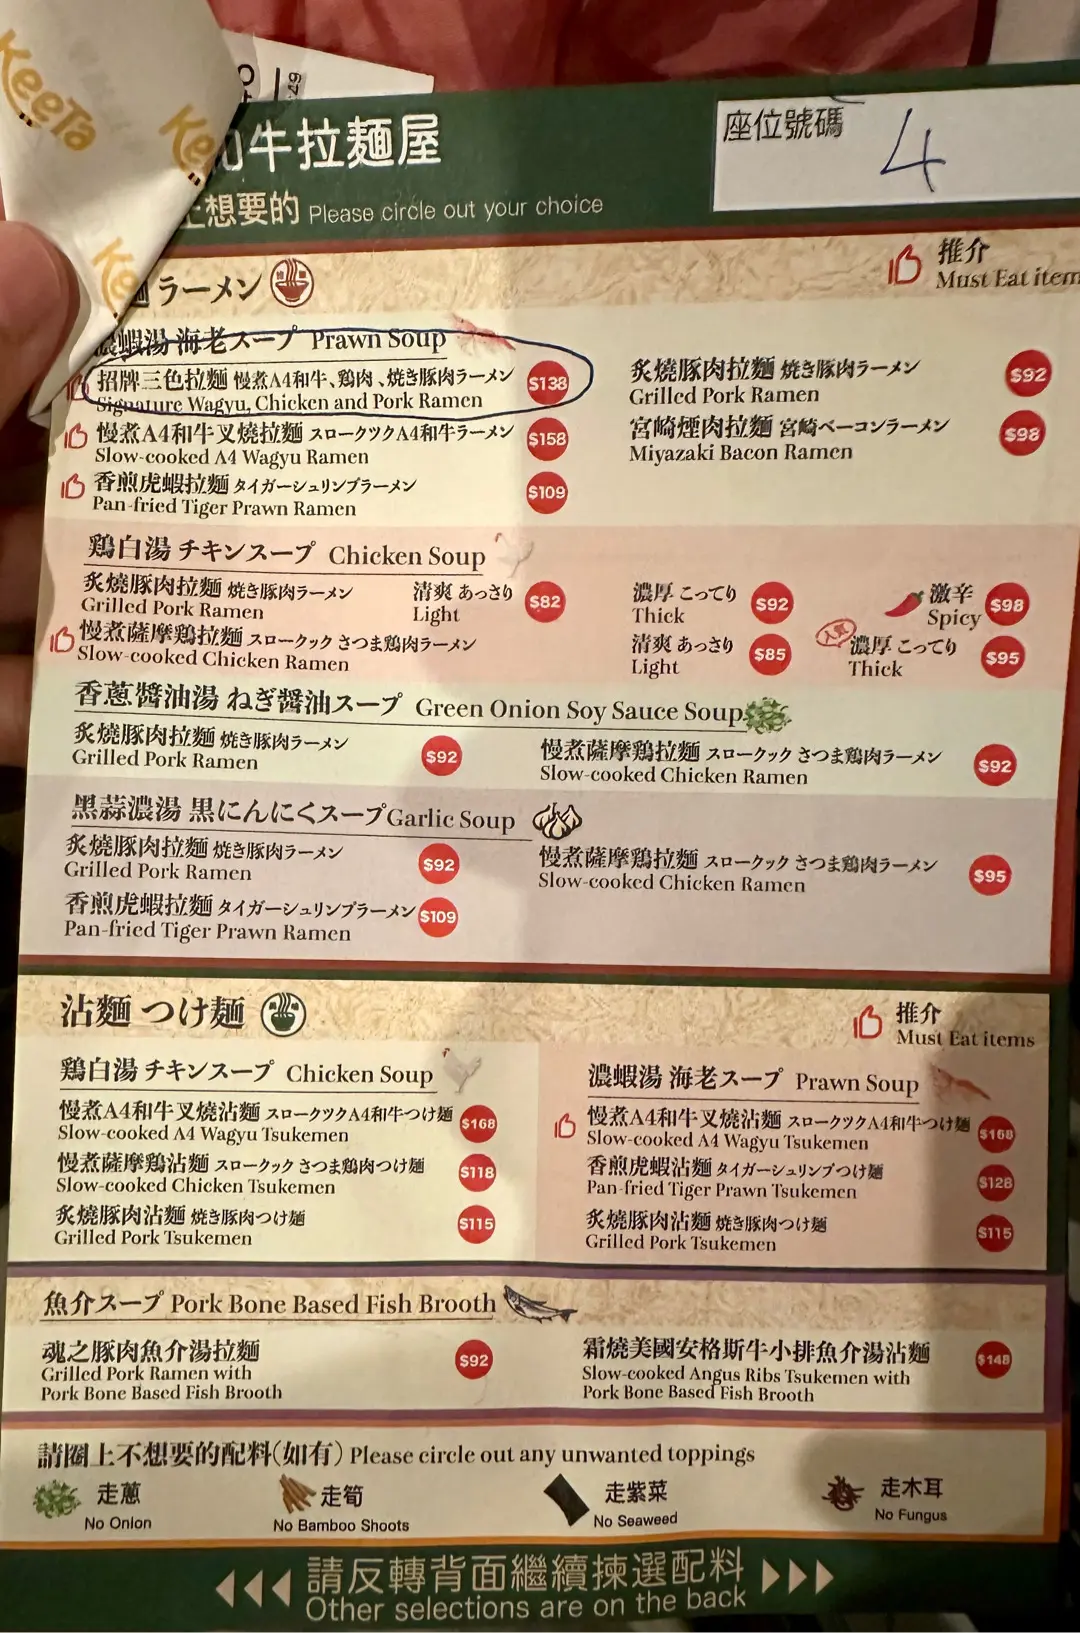 KeeTa
49
牛拉麵屋
座位號碼 4
想要的 Please circle out your choice
ラーメン
推介
Must Eat item
濃蝦湯 海老スープ Prawn Soup
招牌三色拉麵 慢煮A4和牛、鶏肉、焼き豚肉ラーメン $138
Signature Wagyu, Chicken and Pork Ramen
慢煮A4和牛叉燒拉麵 スロークツクA4和牛ラーメン $158
Slow-cooked A4 Wagyu Ramen
香煎虎蝦拉麵 タイガーシュリンプラーメン $109
Pan-fried Tiger Prawn Ramen
炙燒豚肉拉麵 焼き豚肉ラーメン $92
Grilled Pork Ramen
宮崎煙肉拉麵 宮崎ベーコンラーメン $98
Miyazaki Bacon Ramen
鶏白湯 チキンスープ Chicken Soup
炙燒豚肉拉麵 焼き豚肉ラーメン 清爽 あっさり $82 濃厚 こってり $92 激辛 $98
Grilled Pork Ramen Light Thick Spicy
慢煮薩摩鶏拉麵 スロークック さつま鶏肉ラーメン 清爽 あっさり $85 人気 濃厚 こってり $95
Slow-cooked Chicken Ramen Light Thick
香蔥醬油湯 ねぎ醤油スープ Green Onion Soy Sauce Soup
炙燒豚肉拉麵 焼き豚肉ラーメン $92
Grilled Pork Ramen
慢煮薩摩鶏拉麵 スロークック さつま鶏肉ラーメン $92
Slow-cooked Chicken Ramen
黑蒜濃湯 黒にんにくスープGarlic Soup
炙燒豚肉拉麵 焼き豚肉ラーメン $92
Grilled Pork Ramen
香煎虎蝦拉麵 タイガーシュリンプラーメン $109
Pan-fried Tiger Prawn Ramen
慢煮薩摩鶏拉麵 スロークック さつま鶏肉ラーメン $95
Slow-cooked Chicken Ramen
沾麵 つけ麺
推介
Must Eat items
鶏白湯 チキンスープ Chicken Soup
慢煮A4和牛叉燒沾麵 スロークツクA4和牛つけ麵 $168
Slow-cooked A4 Wagyu Tsukemen
慢煮薩摩鶏沾麵 スロークック さつま鶏肉つけ麵 $118
Slow-cooked Chicken Tsukemen
炙燒豚肉沾麵 焼き豚肉つけ麵 $115
Grilled Pork Tsukemen
濃蝦湯 海老スープ Prawn Soup
慢煮A4和牛叉燒沾麵 スロークツクA4和牛つけ麵 $168
Slow-cooked A4 Wagyu Tsukemen
香煎虎蝦沾麵 タイガーシュリンプつけ麵 $128
Pan-fried Tiger Prawn Tsukemen
炙燒豚肉沾麵 焼き豚肉つけ麵 $115
Grilled Pork Tsukemen
魚介スープ Pork Bone Based Fish Brooth
魂之豚肉魚介湯拉麵 $92
Grilled Pork Ramen with
Pork Bone Based Fish Brooth
霜燒美國安格斯牛小排魚介湯沾麵 $148
Slow-cooked Angus Ribs Tsukemen with
Pork Bone Based Fish Brooth
請圈上不想要的配料(如有) Please circle out any unwanted toppings
走蔥 走筍 走紫菜 走木耳
No Onion No Bamboo Shoots No Seaweed No Fungus
請反轉背面繼續揀選配料
Other selections are on the back